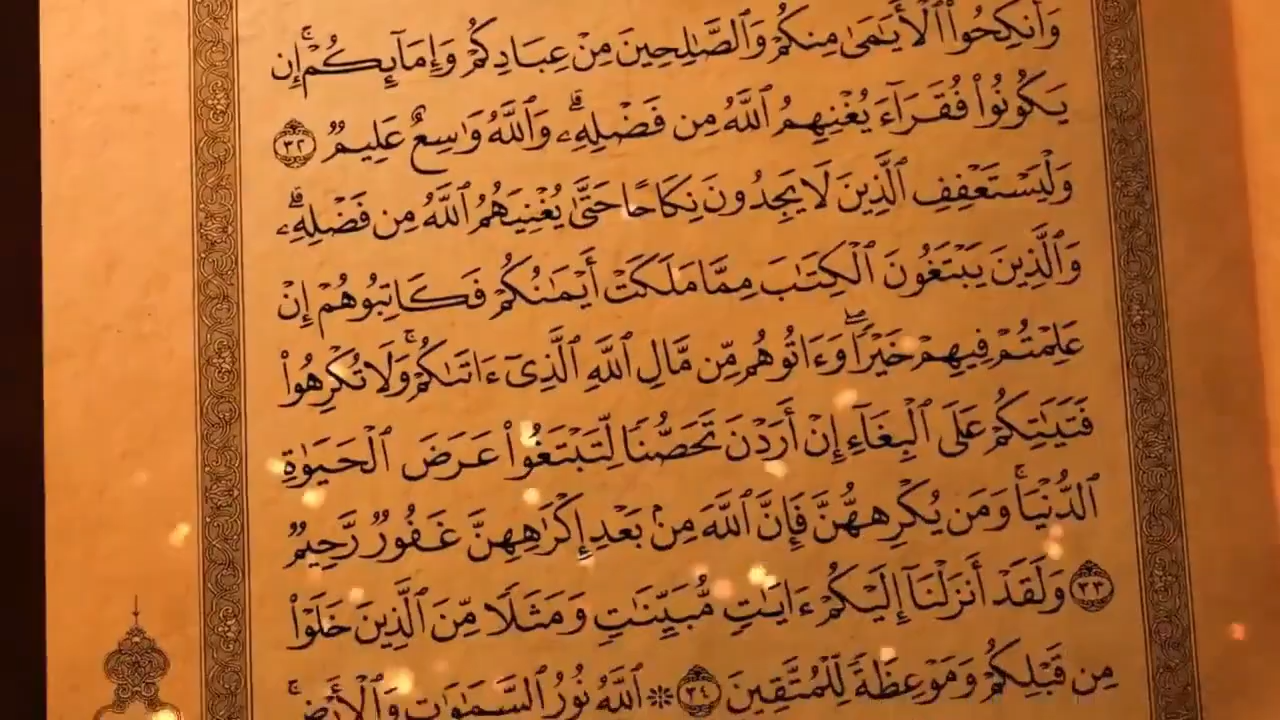 وَأَنكِحُوا۟ ٱلْأَيَـٰمَىٰ مِنكُمْ وَٱلصَّـٰلِحِينَ مِنْ عِبَادِكُمْ وَإِمَآئِكُمْ ۚ إِن
يَكُونُوا۟ فُقَرَآءَ يُغْنِهِمُ ٱللَّهُ مِن فَضْلِهِۦ ۗ وَٱللَّهُ وَٰسِعٌ عَلِيمٌ ٣٢
وَلْيَسْتَعْفِفِ ٱلَّذِينَ لَا يَجِدُونَ نِكَاحًا حَتَّىٰ يُغْنِيَهُمُ ٱللَّهُ مِن فَضْلِهِۦ ۗ
وَٱلَّذِينَ يَبْتَغُونَ ٱلْكِتَـٰبَ مِمَّا مَلَكَتْ أَيْمَـٰنُكُمْ فَكَاتِبُوهُمْ إِنْ
عَلِمْتُمْ فِيهِمْ خَيْرًا ۖ وَءَاتُوهُم مِّن مَّالِ ٱللَّهِ ٱلَّذِىٓ ءَاتَىٰكُمْ ۚ وَلَا تُكْرِهُوا۟
فَتَيَـٰتِكُمْ عَلَى ٱلْبِغَآءِ إِنْ أَرَدْنَ تَحَصُّنًا لِّتَبْتَغُوا۟ عَرَضَ ٱلْحَيَوٰةِ
ٱلدُّنْيَا ۚ وَمَن يُكْرِههُّنَّ فَإِنَّ ٱللَّهَ مِنۢ بَعْدِ إِكْرَٰهِهِنَّ غَفُورٌ رَّحِيمٌ
٣٣ وَلَقَدْ أَنزَلْنَآ إِلَيْكُمْ ءَايَـٰتٍ مُّبَيِّنَـٰتٍ وَمَثَلًا مِّنَ ٱلَّذِينَ خَلَوْا۟
مِن قَبْلِكُمْ وَمَوْعِظَةً لِّلْمُتَّقِينَ ٣٤ ۞ ٱللَّهُ نُورُ ٱلسَّمَـٰوَٰتِ وَٱلْأَرْضِ ۚ